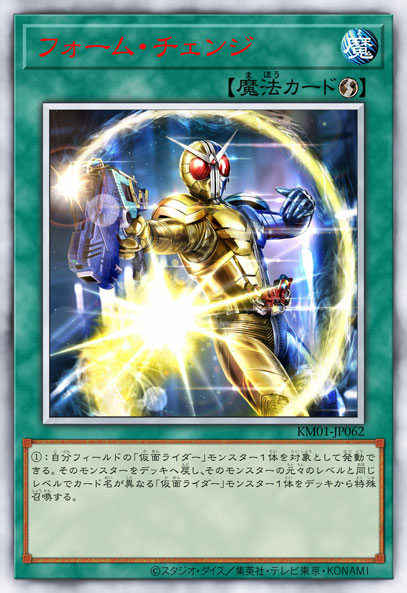 フォーム・チェンジ
魔
【魔法カード】
KM01-JP062
①:自分フィールドの「仮面ライダー」モンスター1体を対象として発動で
きる。そのモンスターをデッキへ戻し、そのモンスターの元々のレベルと同じ
レベルでカード名が異なる「仮面ライダー」モンスター1体をデッキから特殊
召喚する。
©スタジオ・ダイス/集英社・テレビ東京・KONAMI